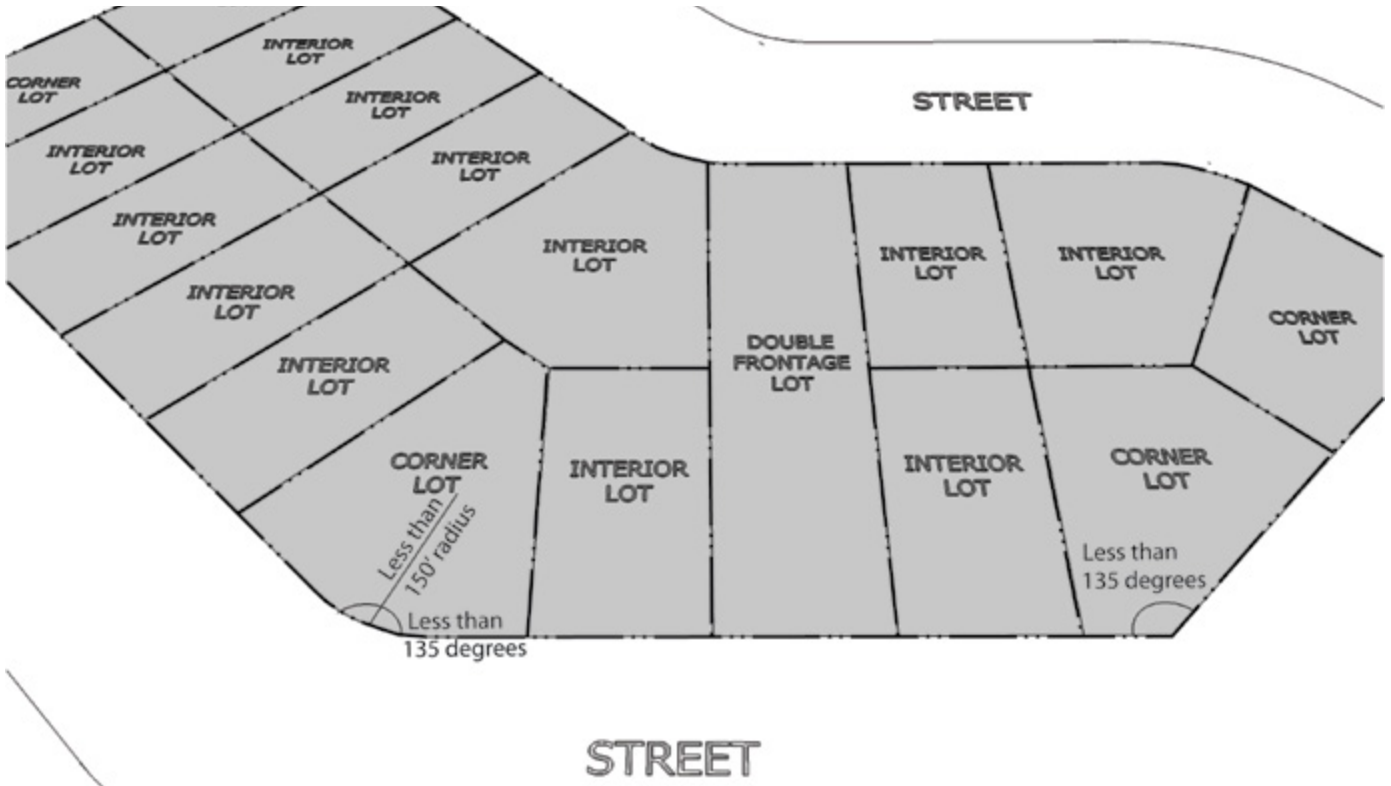 INTERIOR
LOT
CORNER
LOT
INTERIOR
LOT
STREET
INTERIOR
LOT
INTERIOR
LOT
INTERIOR
LOT
INTERIOR
LOT
INTERIOR
LOT
INTERIOR
LOT
INTERIOR
LOT
CORNER
LOT
DOUBLE
FRONTAGE
LOT
INTERIOR
LOT
CORNER
LOT
INTERIOR
LOT
INTERIOR
LOT
CORNER
LOT
Less than
150' radius
Less than
135 degrees
Less than
135 degrees
STREET